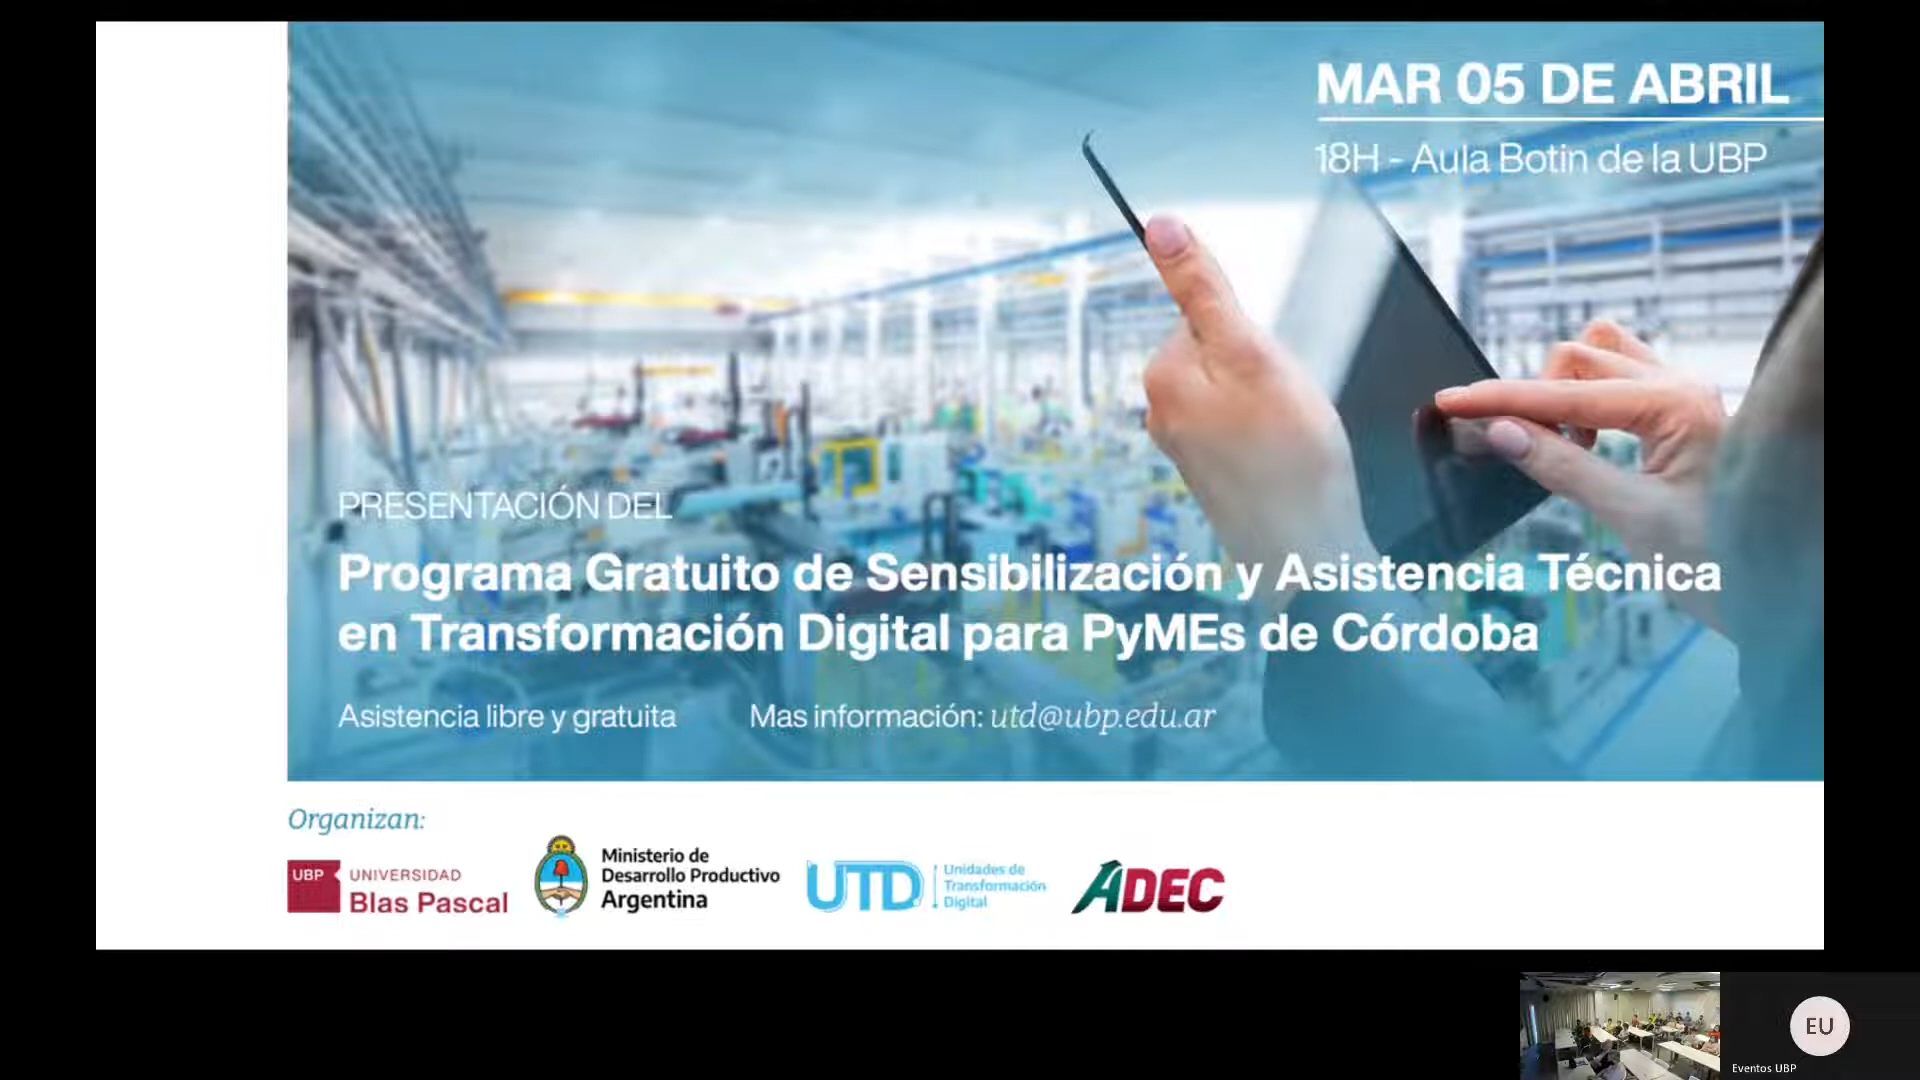 MAR 05 DE ABRIL
18H - Aula Botin de la UBP
PRESENTACIÓN DEL
Programa Gratuito de Sensibilización y Asistencia Técnica
en Transformación Digital para PyMEs de Córdoba
Asistencia libre y gratuita
Mas información: utd@ubp.edu.ar
Organizan:
UBP
UNIVERSIDAD
Blas Pascal
Ministerio de
Desarrollo Productivo
Argentina
UTD
Unidades de
Transformación
Digital
ADEC
EU
Eventos UBP